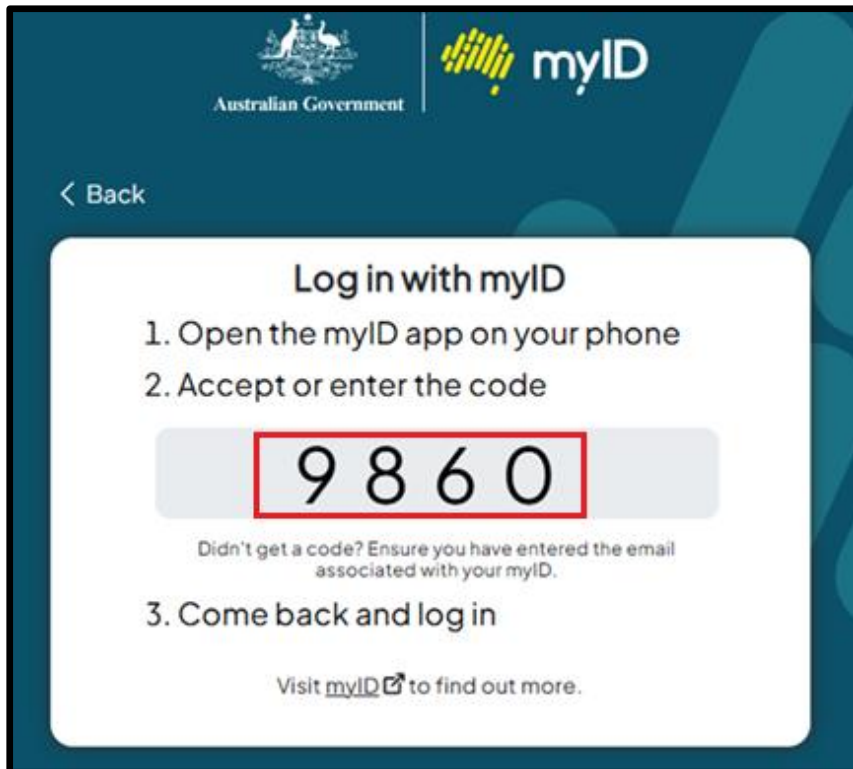 Australian Government
myID
< Back
Log in with myID
1. Open the myID app on your phone
2. Accept or enter the code
9 8 6 0
Didn't get a code? Ensure you have entered the email
associated with your myID.
3. Come back and log in
Visit myID to find out more.